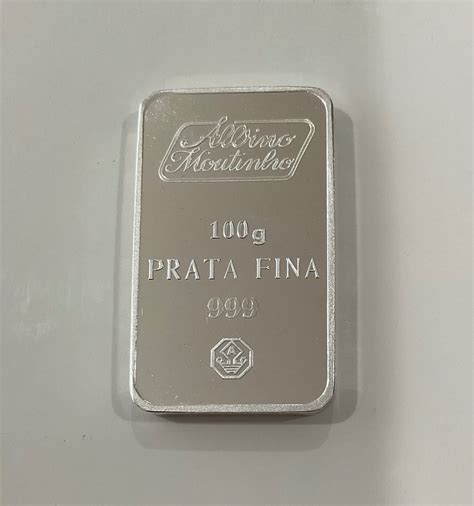 Albino
Moutinho
100g
PRATA FINA
999
A